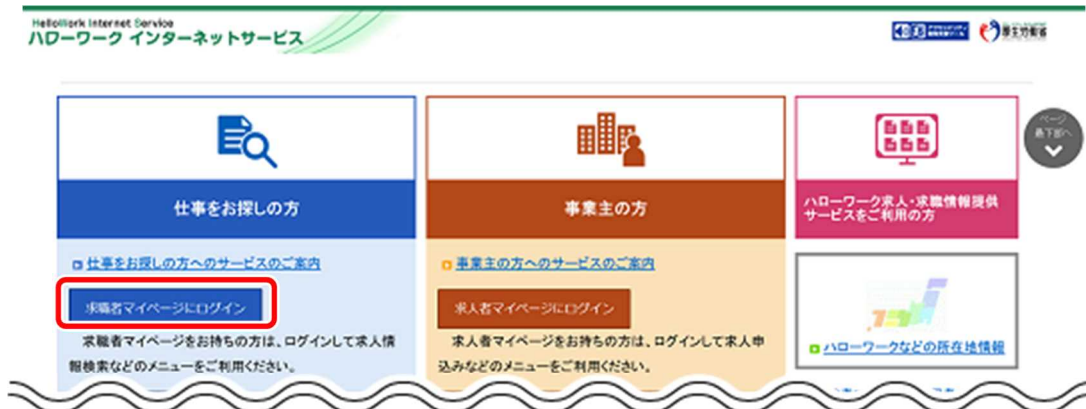 HelloWork Internet Service
ハローワーク インターネットサービス
厚生労働省
ページ
最下部へ
仕事をお探しの方
事業主の方
ハローワーク求人・求職情報提供
サービスをご利用の方
仕事をお探しの方へのサービスのご案内
事業主の方へのサービスのご案内
求職者マイページにログイン
求人者マイページにログイン
求職者マイページをお持ちの方は、ログインして求人情
報検索などのメニューをご利用ください。
求人者マイページをお持ちの方は、ログインして求人申
込みなどのメニューをご利用ください。
ハローワークなどの所在地情報